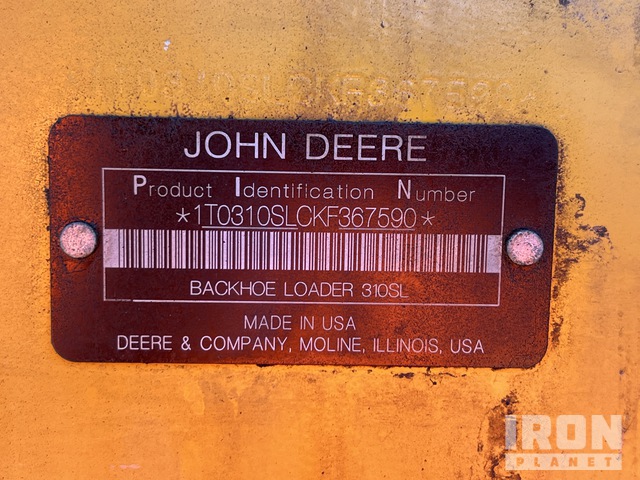 JOHN DEERE
Product Identification Number
*1T0310SLCKF367590*
BACKHOE LOADER 310SL
MADE IN USA
DEERE & COMPANY, MOLINE, ILLINOIS, USA
IRON
PLANET